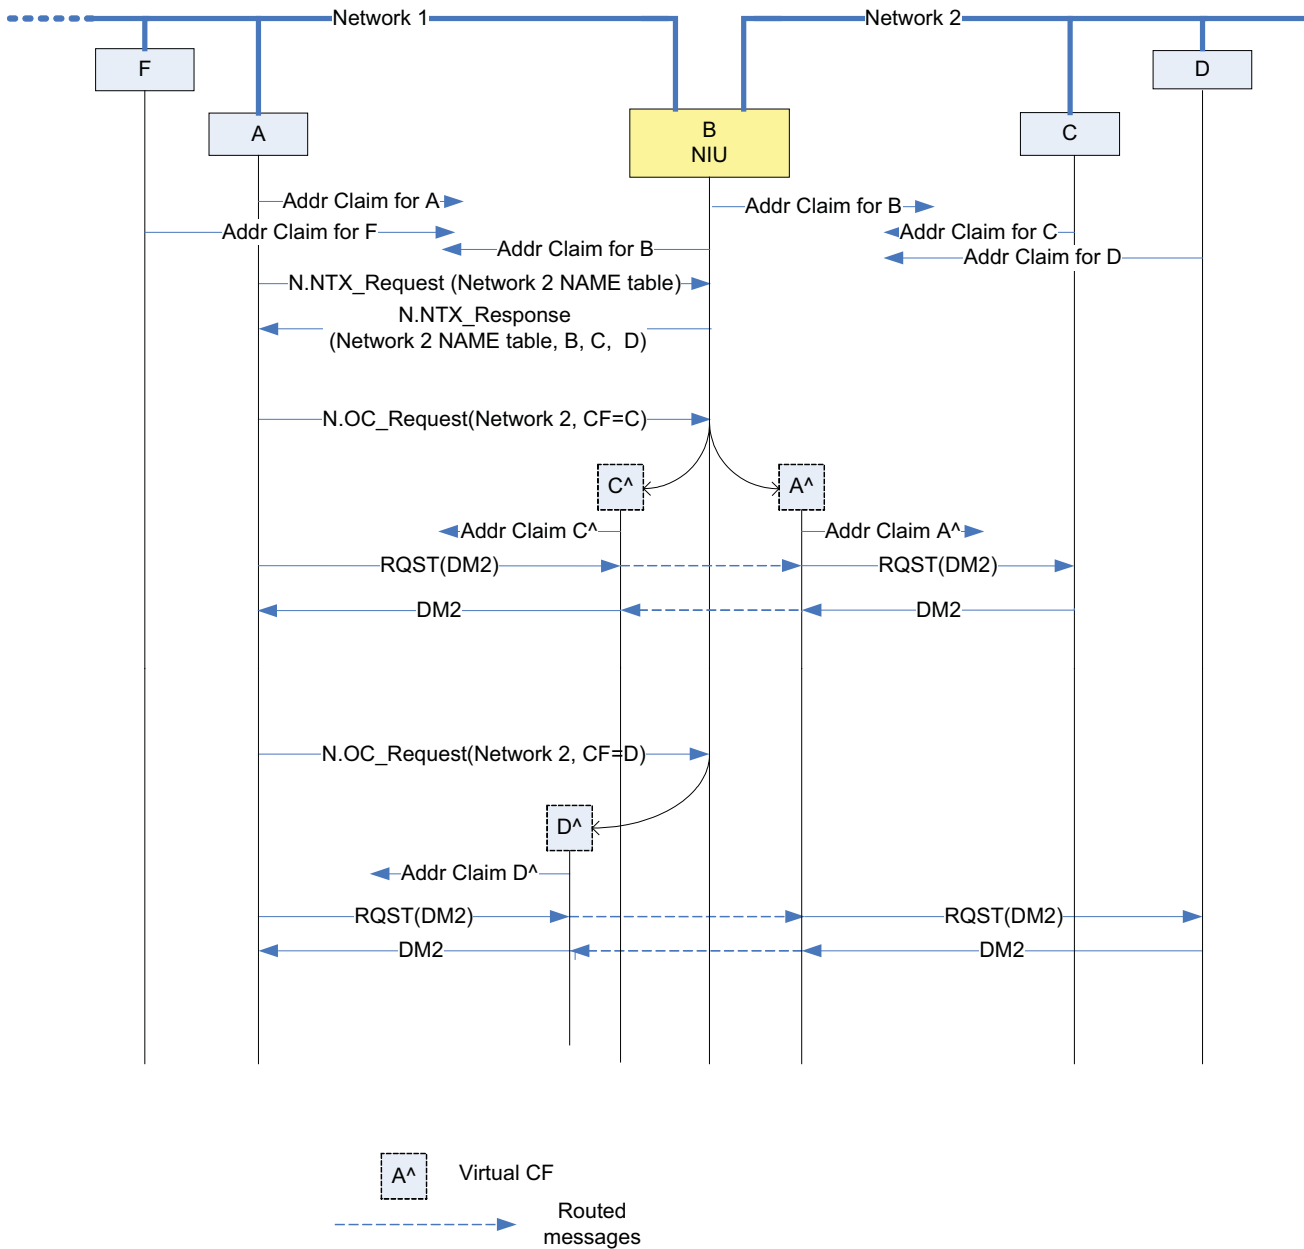 Network 1
Network 2
F
D
A
B
NIU
C
Addr Claim for A
Addr Claim for B
Addr Claim for F
Addr Claim for C
Addr Claim for B
Addr Claim for D
N.NTX_Request (Network 2 NAME table)
N.NTX_Response
(Network 2 NAME table, B, C, D)
N.OC_Request(Network 2, CF=C)
C^
A^
Addr Claim C^
Addr Claim A^
RQST(DM2)
RQST(DM2)
DM2
DM2
N.OC_Request(Network 2, CF=D)
D^
Addr Claim D^
RQST(DM2)
RQST(DM2)
DM2
DM2
A^
Virtual CF
Routed
messages